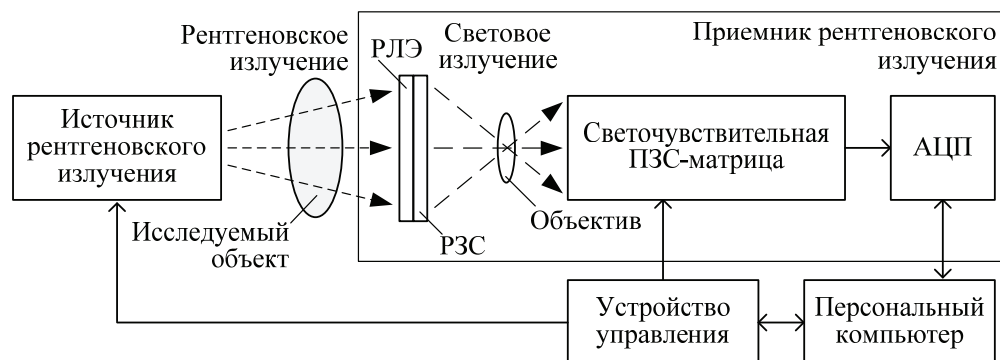 Рентгеновское
излучение
РЛЭ
Световое
излучение
Приемник рентгеновского
излучения
Источник
рентгеновского
излучения
Светочувствительная
ПЗС-матрица
АЦП
Исследуемый
объект
РЗС
Объектив
Устройство
управления
Персональный
компьютер